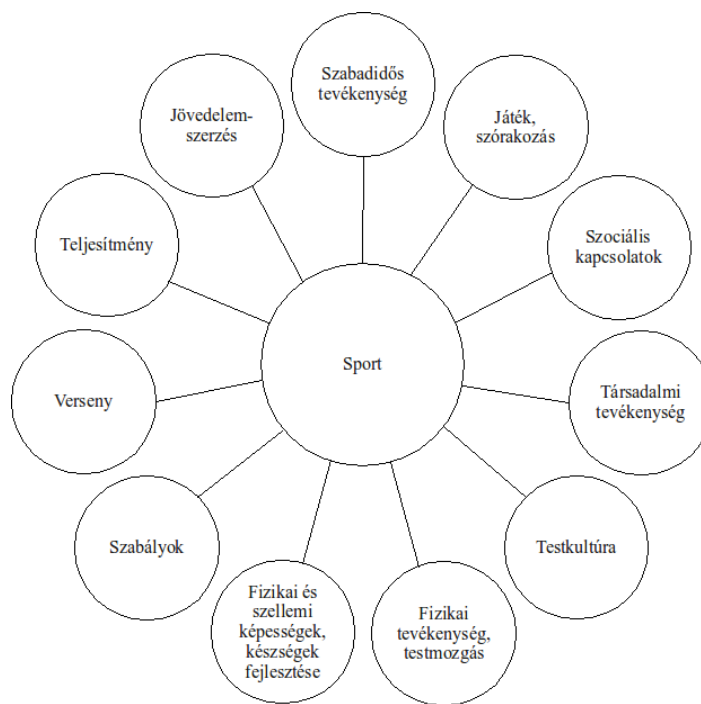 Szabadidős
tevékenység
Játék,
szórakozás
Szociális
kapcsolatok
Társadalmi
tevékenység
Testkultúra
Fizikai
tevékenység,
testmozgás
Fizikai és
szellemi
képességek,
készségek
fejlesztése
Szabályok
Verseny
Teljesítmény
Jövedelem-
szerzés
Sport